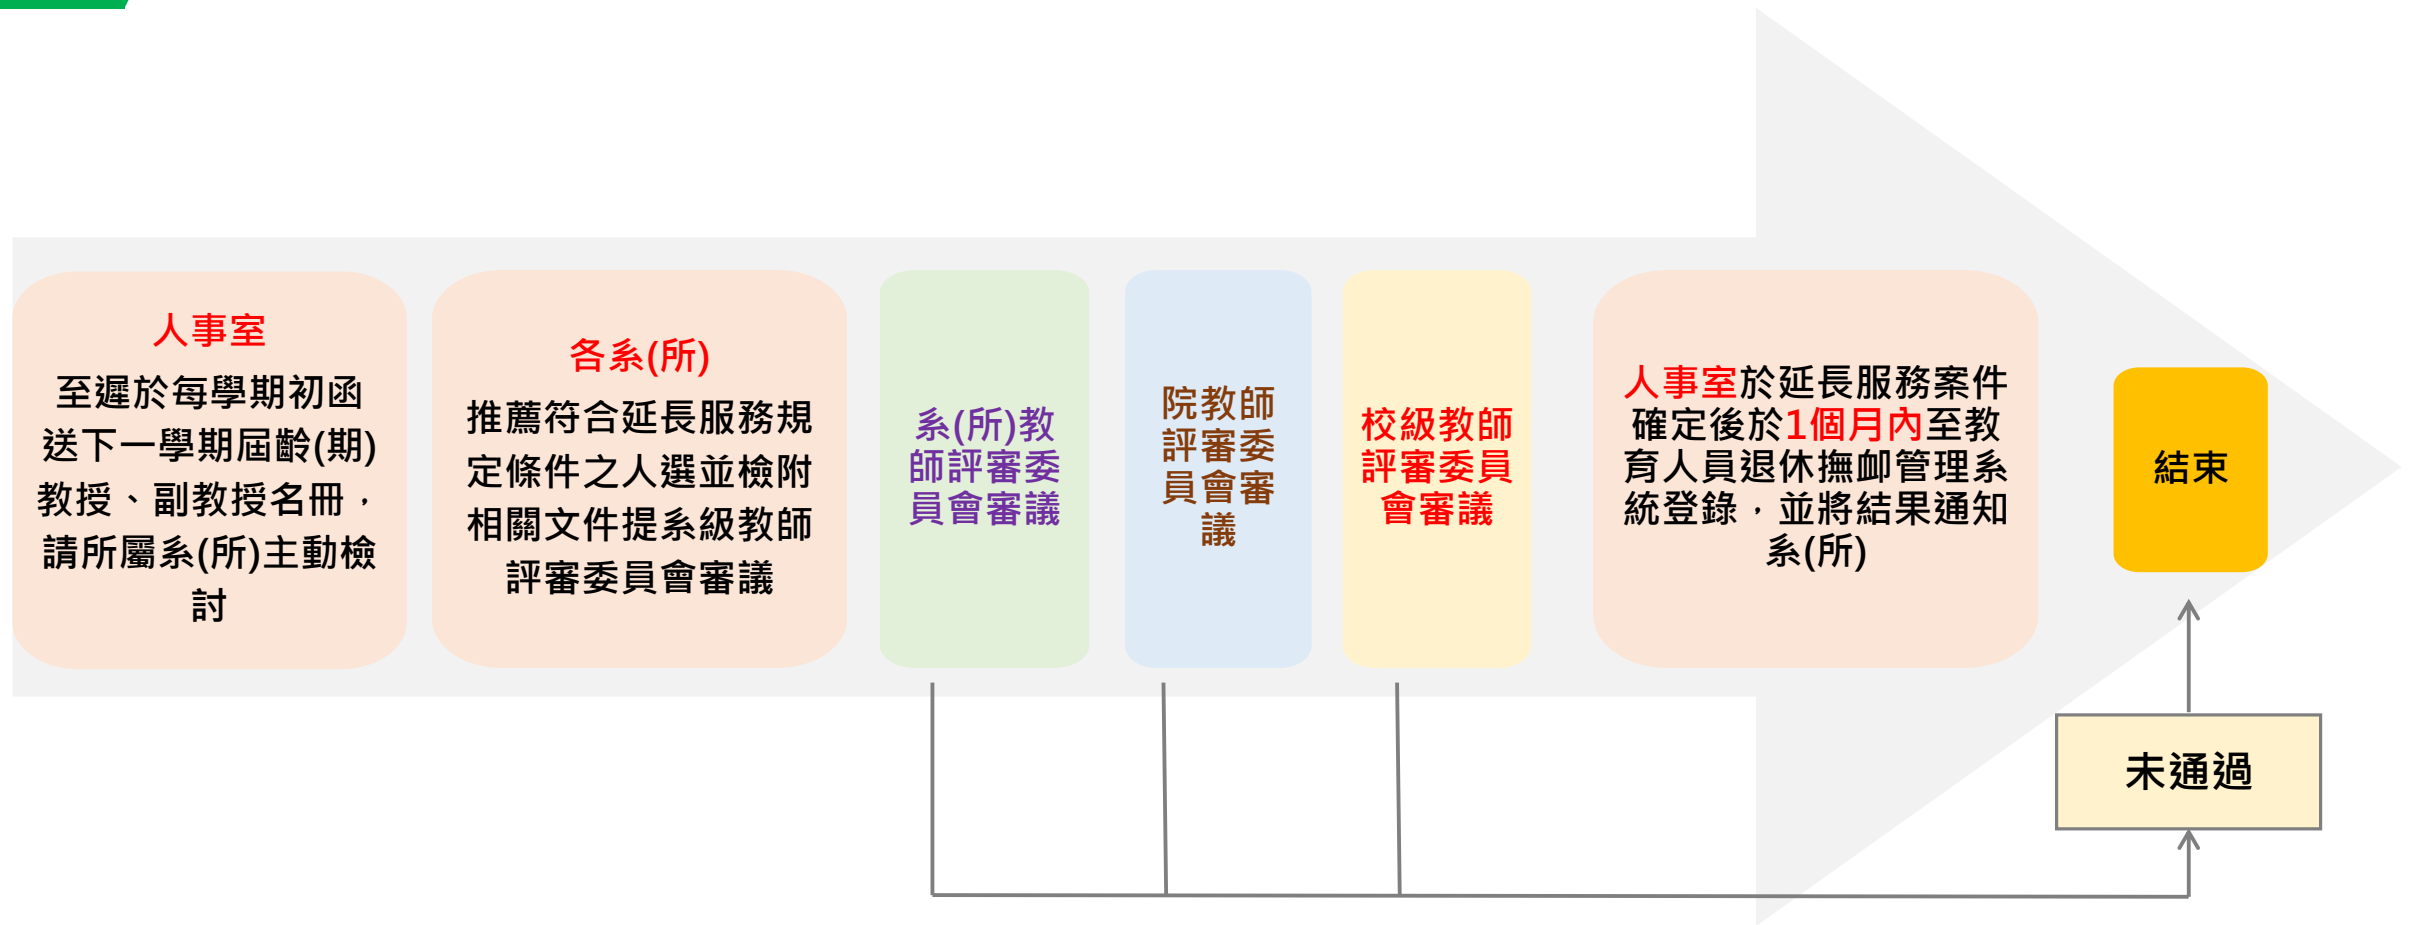 人事室
至遲於每學期初函
送下一學期屆齡(期)
教授、副教授名冊，
請所屬系(所)主動檢
討
各系(所)
推薦符合延長服務規
定條件之人選並檢附
相關文件提系級教師
評審委員會審議
系(所)教
師評審委
員會審議
院教師
評審委
員會審
議
校級教師
評審委員
會審議
人事室於延長服務案件
確定後於1個月內至教
育人員退休撫卹管理系
統登錄，並將結果通知
系(所)
結束
未通過